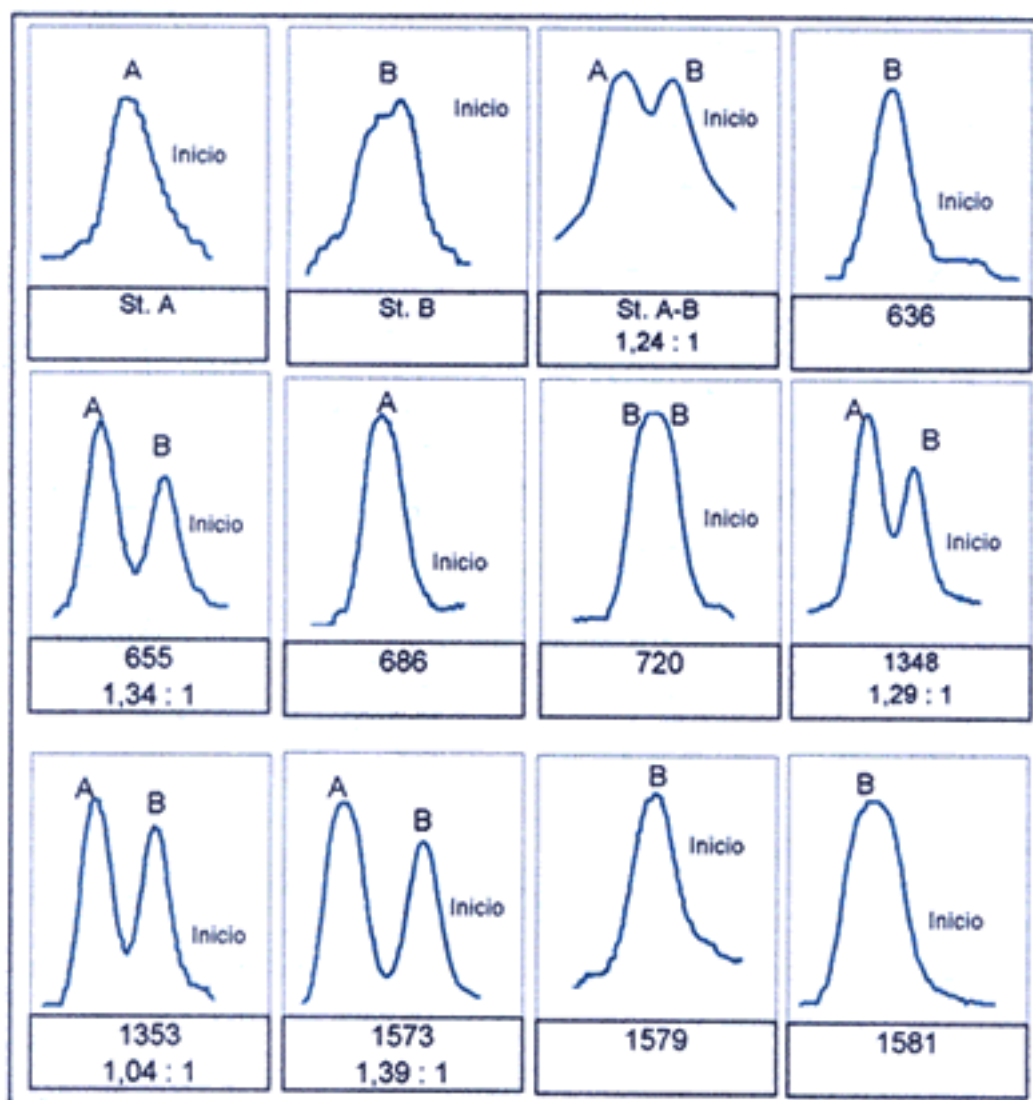 A
Inicio
St. A
B
Inicio
St. B
A B
Inicio
St. A-B
1,24 : 1
B
Inicio
636
A
B
Inicio
655
1,34 : 1
A
Inicio
686
B B
Inicio
720
A
B
Inicio
1348
1,29 : 1
A
B
Inicio
1353
1,04 : 1
A
B
Inicio
1573
1,39 : 1
B
Inicio
1579
B
Inicio
1581